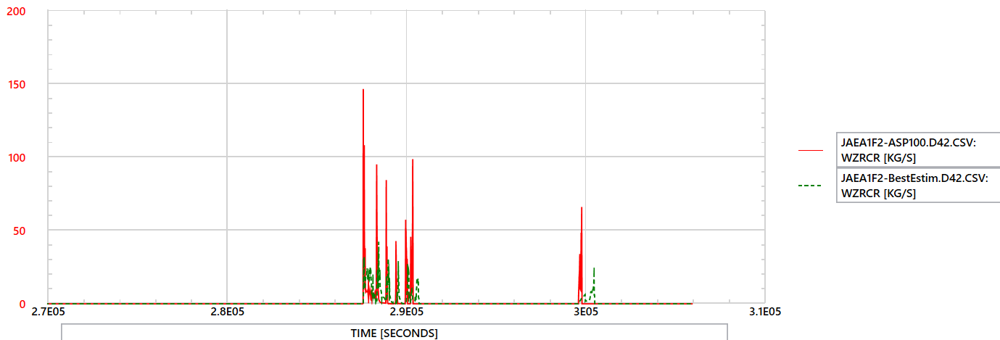 200
150
100
50
0
2.7E05 2.8E05 2.9E05 3E05 3.1E05
TIME [SECONDS]
JAEA1F2-ASP100.D42.CSV:
WZRCR [KG/S]
JAEA1F2-BestEstim.D42.CSV:
WZRCR [KG/S]